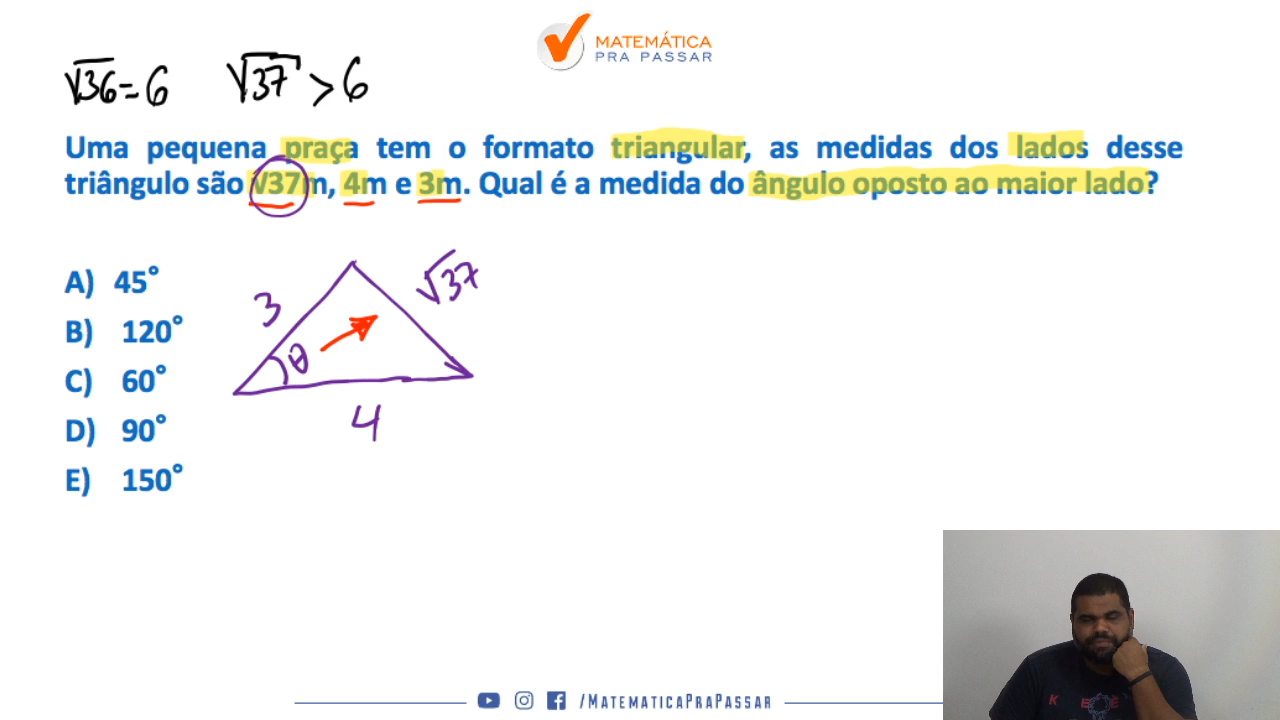 MATEMÁTICA
PRA PASSAR
√36 = 6 √37 > 6
Uma pequena praça tem o formato triangular, as medidas dos lados desse
triângulo são √37m, 4m e 3m. Qual é a medida do ângulo oposto ao maior lado?
A) 45°
B) 120°
C) 60°
D) 90°
E) 150°
3
√37
θ
4
/MATEMATICAPRAPASSAR